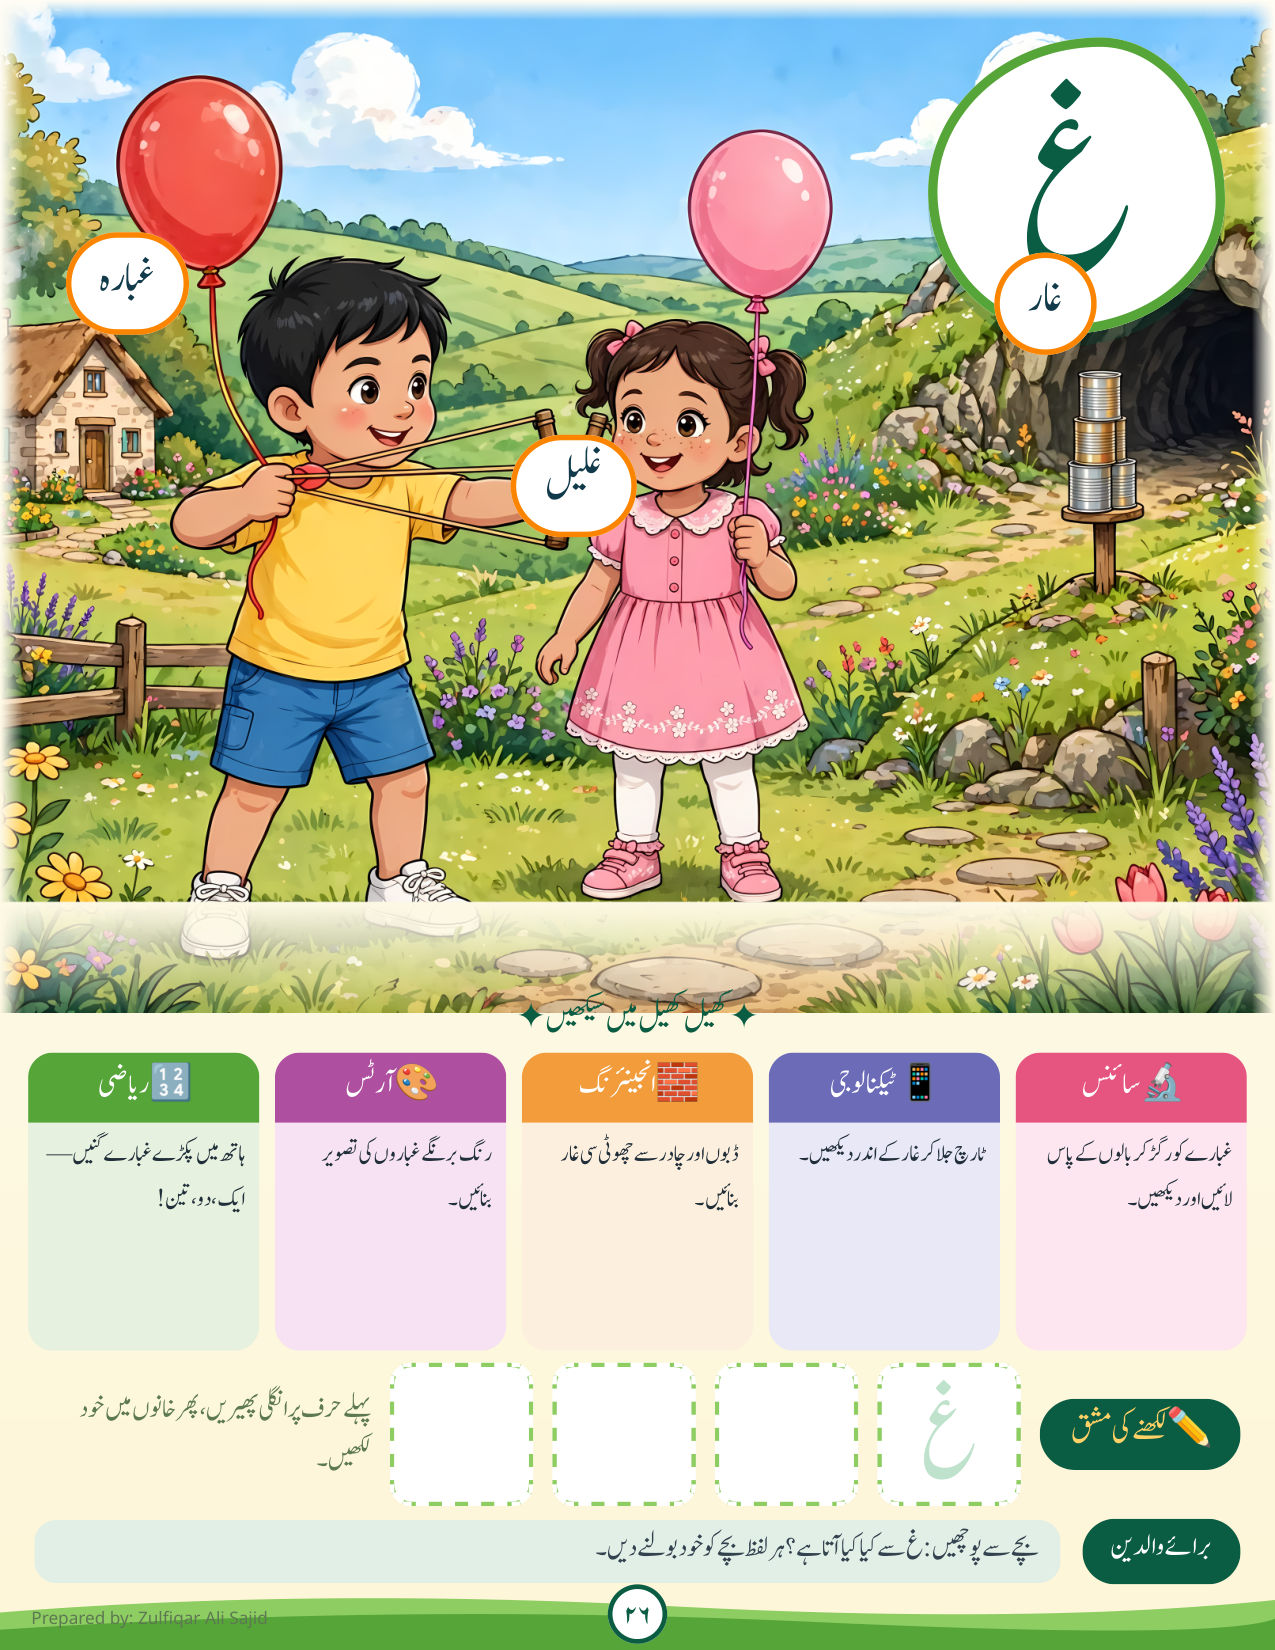 غ
غبارہ
غار
غلیل
✦ کھیل کھیل میں سیکھیں ✦
🔬 سائنس
غبارے کو رگڑ کر بالوں کے پاس
لائیں اور دیکھیں۔
📱 ٹیکنالوجی
ٹارچ جلا کر غار کے اندر دیکھیں۔
🧱 انجینئرنگ
ڈبوں اور چادر سے چھوٹی سی غار
بنائیں۔
🎨 آرٹس
رنگ برنگے غباروں کی تصویر
بنائیں۔
🔢 ریاضی
ہاتھ میں پکڑے غبارے گنیں —
ایک، دو، تین!
✏️ لکھنے کی مشق
غ
پہلے حرف پر انگلی پھیریں، پھر خانوں میں خود
لکھیں۔
برائے والدین
بچے سے پوچھیں: غ سے کیا کیا آتا ہے؟ ہر لفظ بچے کو خود بولنے دیں۔
Prepared by: Zulfiqar Ali Sajid
۲۶